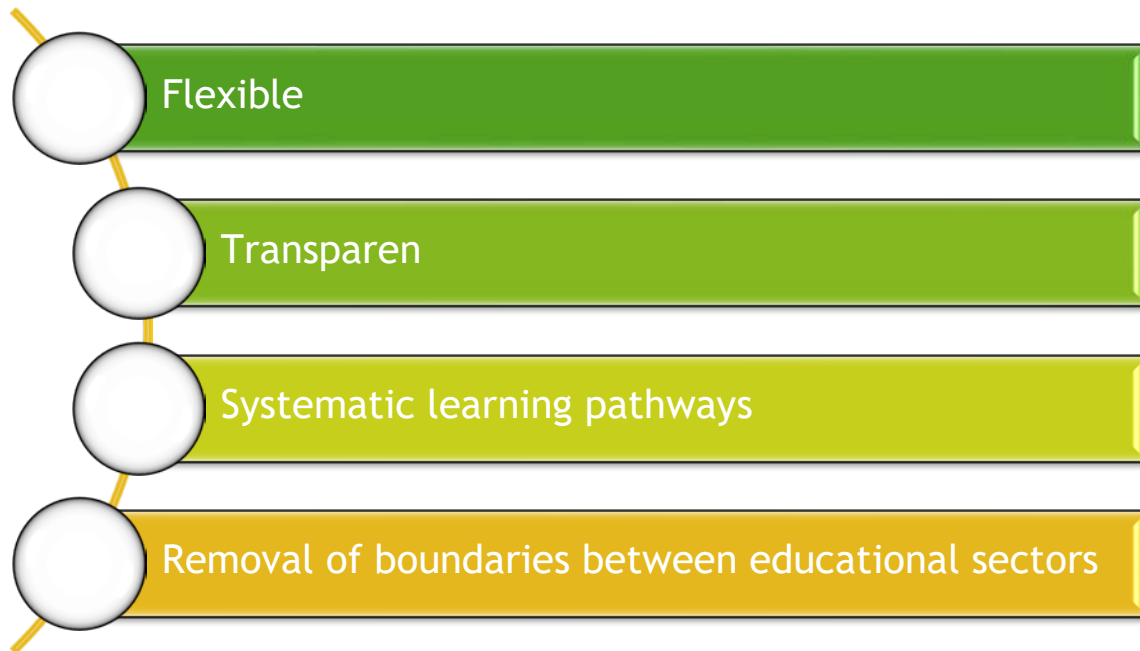 Flexible
Transparen
Systematic learning pathways
Removal of boundaries between educational sectors